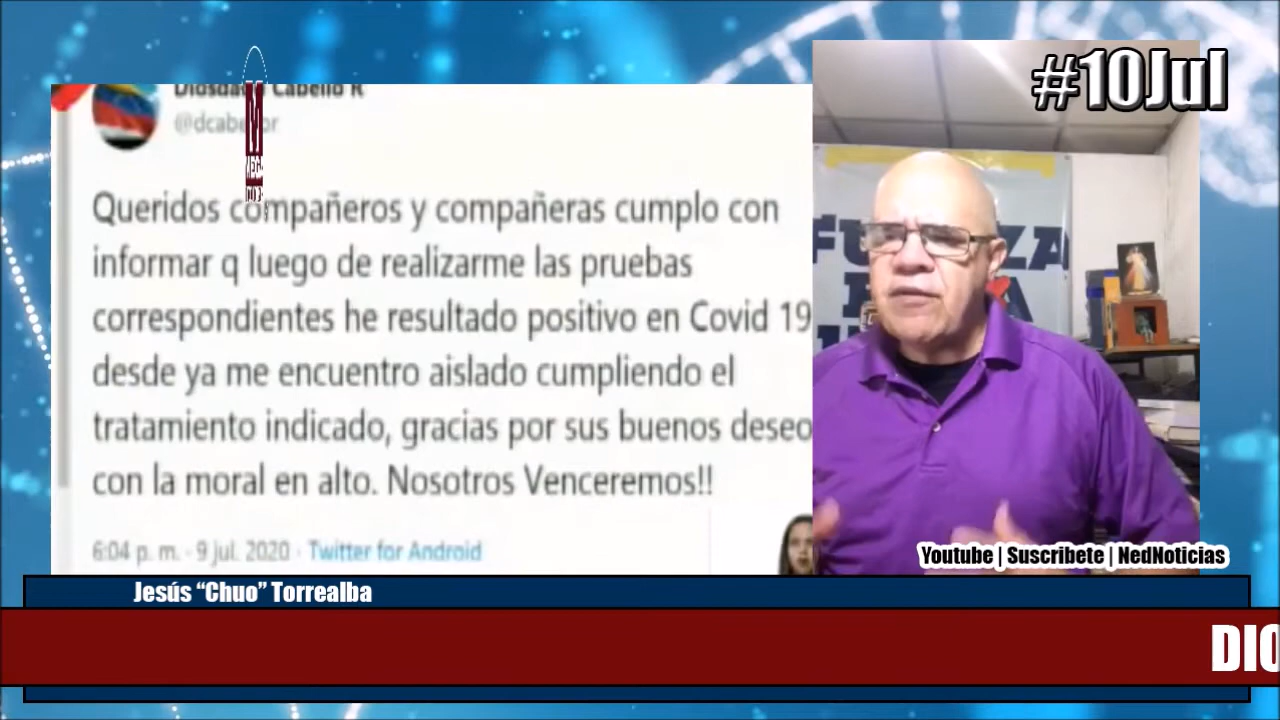 #10Jul
Diosdado Cabello R
@dcabellor
Queridos compañeros y compañeras cumplo con
informar q luego de realizarme las pruebas
correspondientes he resultado positivo en Covid 19
desde ya me encuentro aislado cumpliendo el
tratamiento indicado, gracias por sus buenos deseo
con la moral en alto. Nosotros Venceremos!!
6:04 p. m. · 9 jul. 2020 · Twitter for Android
Youtube | Suscribete | NedNoticias
Jesús “Chuo” Torrealba
DIO